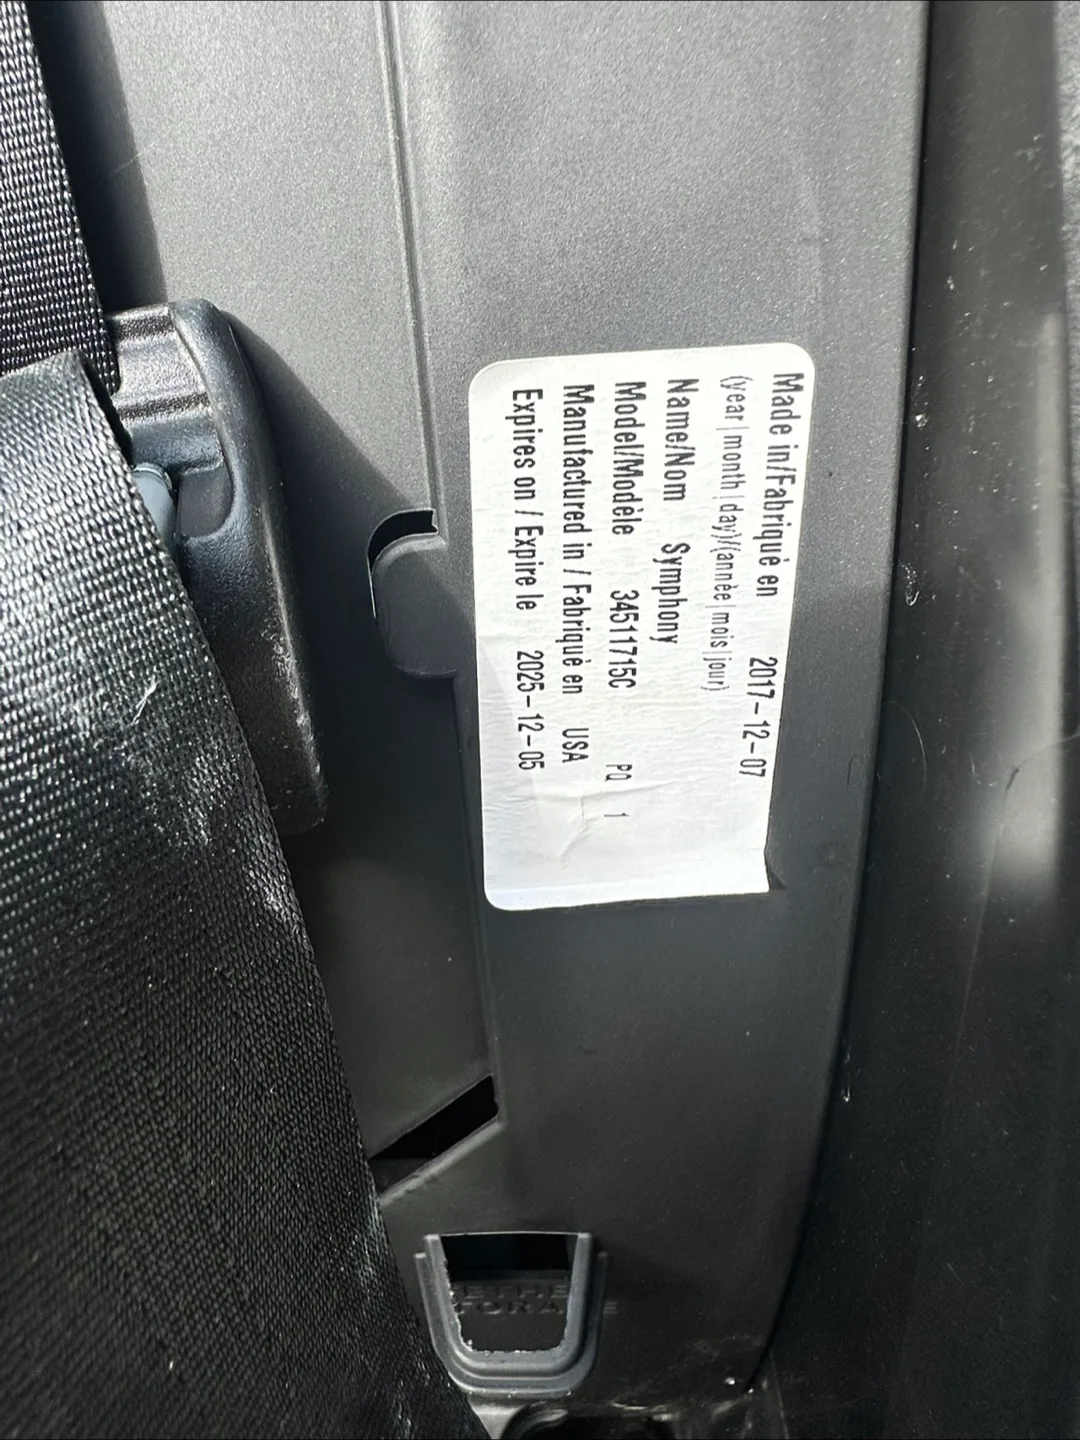 Made in/Fabriqué en 2017-12-07
(year|month|day)/(année|mois|jour)
Name/Nom Symphony
Model/Modèle 34511715C PQ 1
Manufactured in / Fabriqué en USA
Expires on / Expire le 2025-12-05